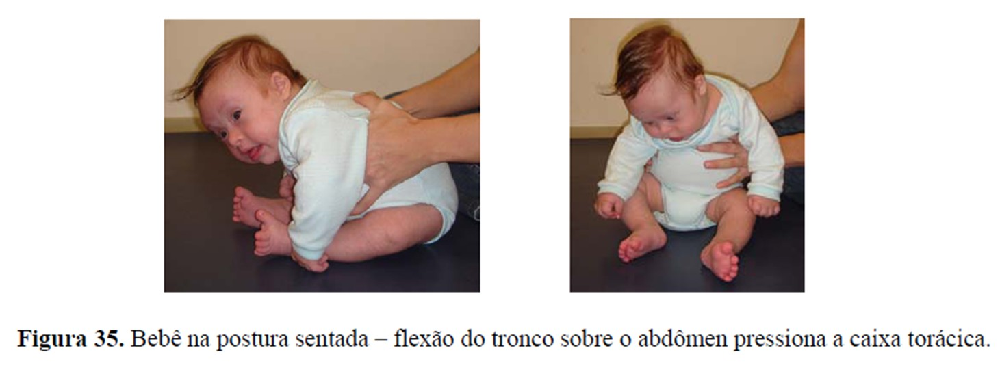 Figura 35. Bebê na postura sentada – flexão do tronco sobre o abdômen pressiona a caixa torácica.